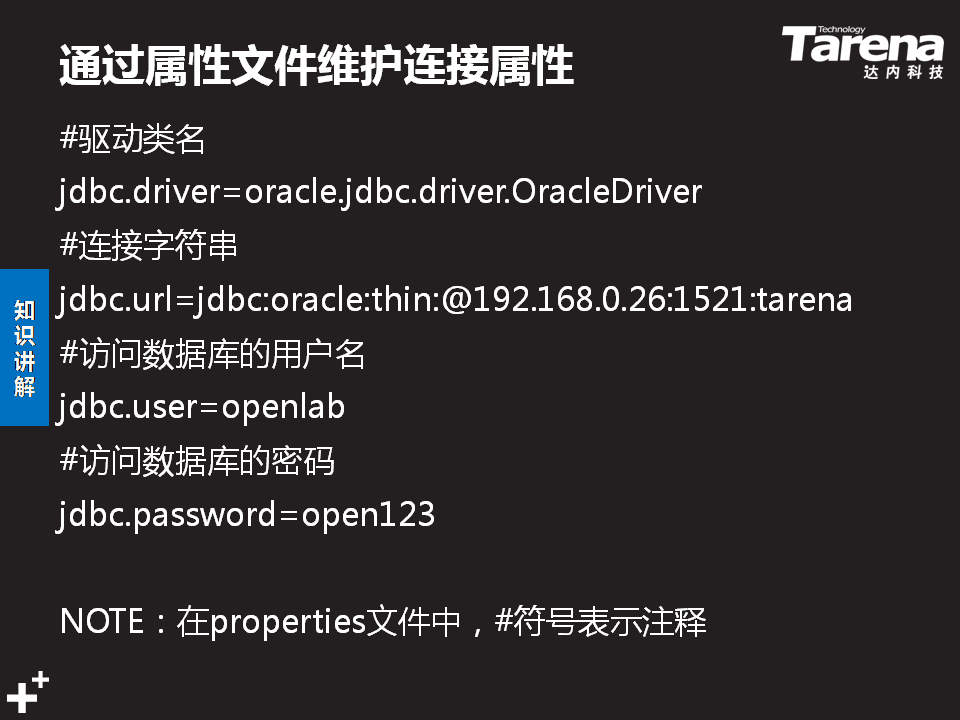 通过属性文件维护连接属性
Technology
Tarena
达内科技
#驱动类名
jdbc.driver=oracle.jdbc.driver.OracleDriver
#连接字符串
jdbc.url=jdbc:oracle:thin:@192.168.0.26:1521:tarena
#访问数据库的用户名
jdbc.user=openlab
#访问数据库的密码
jdbc.password=open123
NOTE：在properties文件中，#符号表示注释
知
识
讲
解